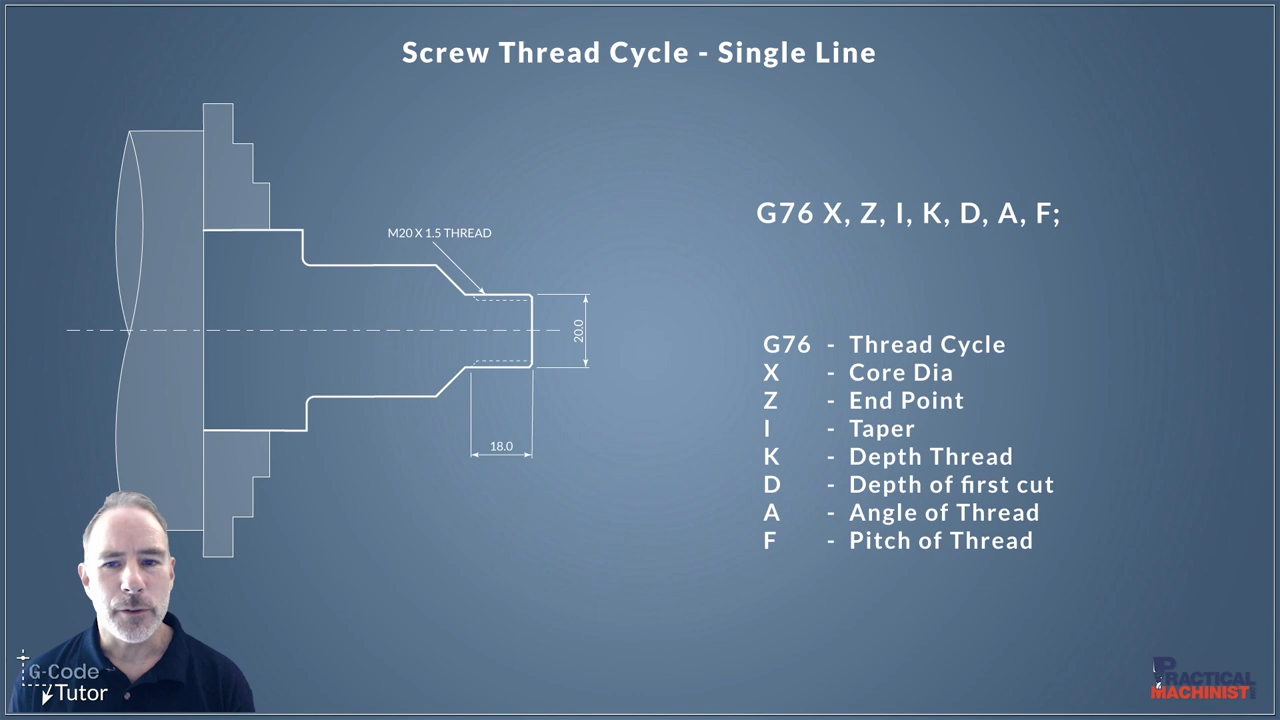 Screw Thread Cycle - Single Line
M20 X 1.5 THREAD
20.0
18.0
G76 X, Z, I, K, D, A, F;
G76 - Thread Cycle
X - Core Dia
Z - End Point
I - Taper
K - Depth Thread
D - Depth of first cut
A - Angle of Thread
F - Pitch of Thread
G-Code
Tutor
PRACTICAL
MACHINIST